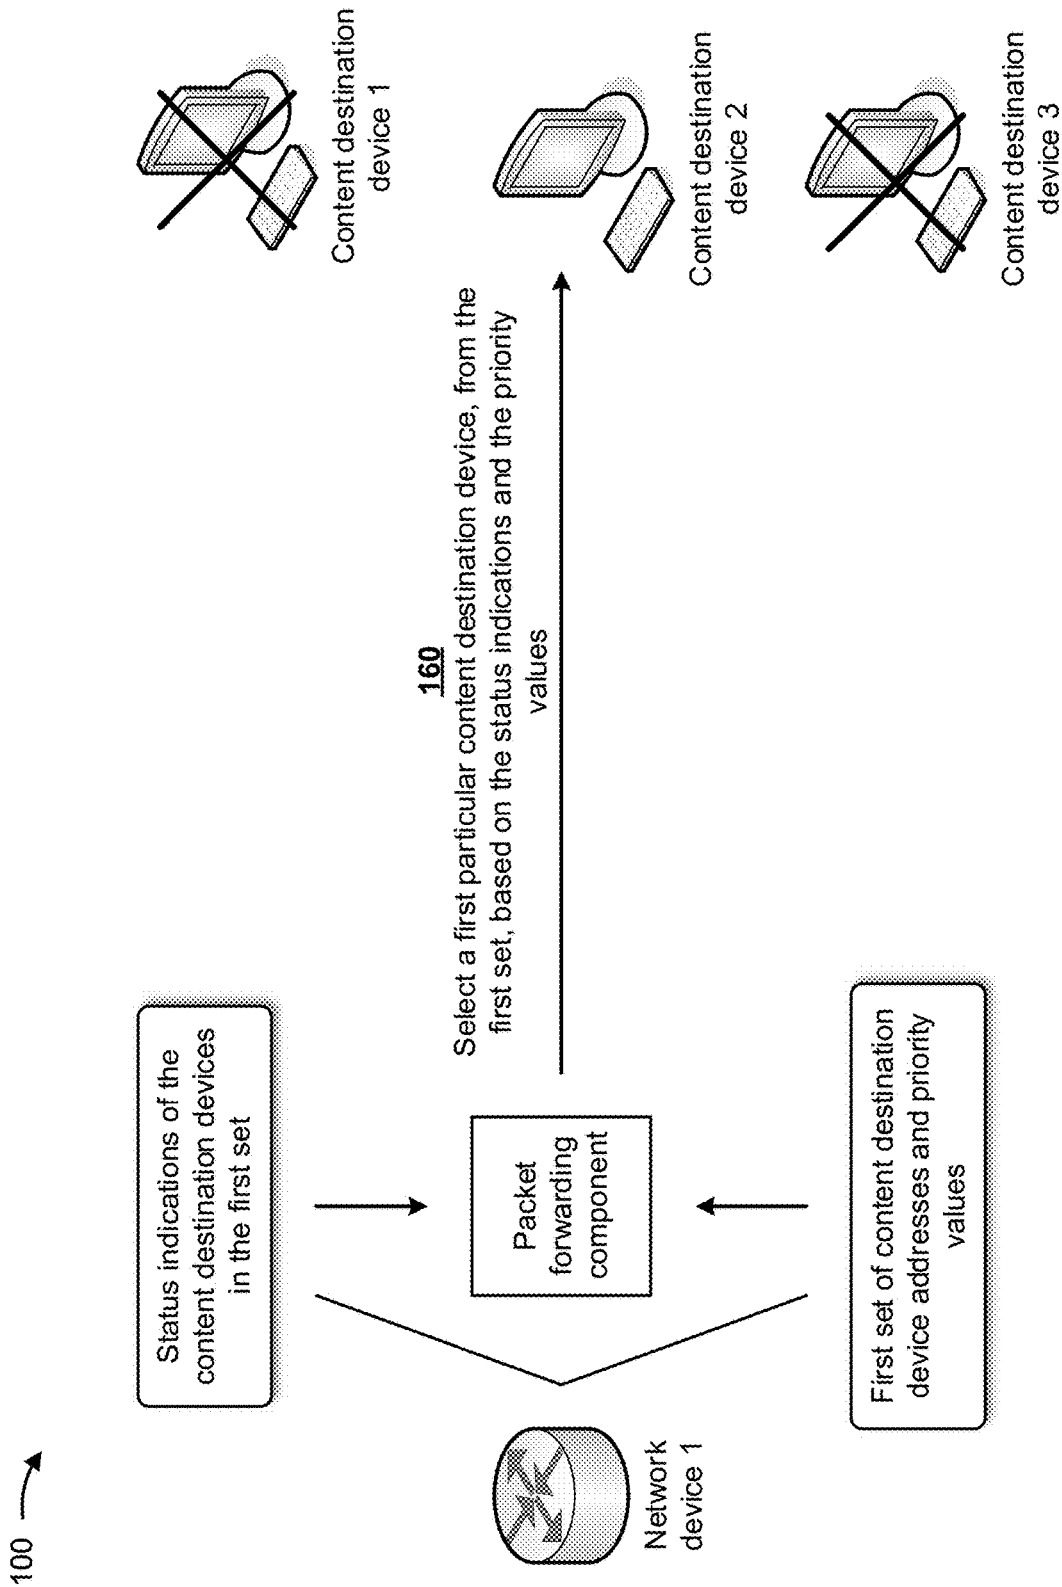 100
Status indications of the
content destination devices
in the first set
Network
device 1
Packet
forwarding
component
First set of content destination
device addresses and priority
values
160
Select a first particular content destination device, from the
first set, based on the status indications and the priority
values
Content destination
device 1
Content destination
device 2
Content destination
device 3